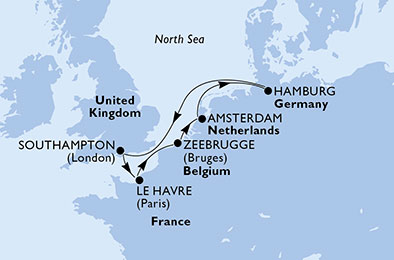 North Sea
HAMBURG
Germany
United
Kingdom
AMSTERDAM
Netherlands
SOUTHAMPTON
(London)
ZEEBRUGGE
(Bruges)
Belgium
LE HAVRE
(Paris)
France